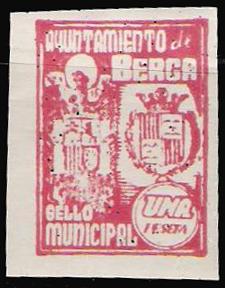 AYUNTAMIENTO de
BERGA
SELLO
MUNICIPAL
UNA
PESETA